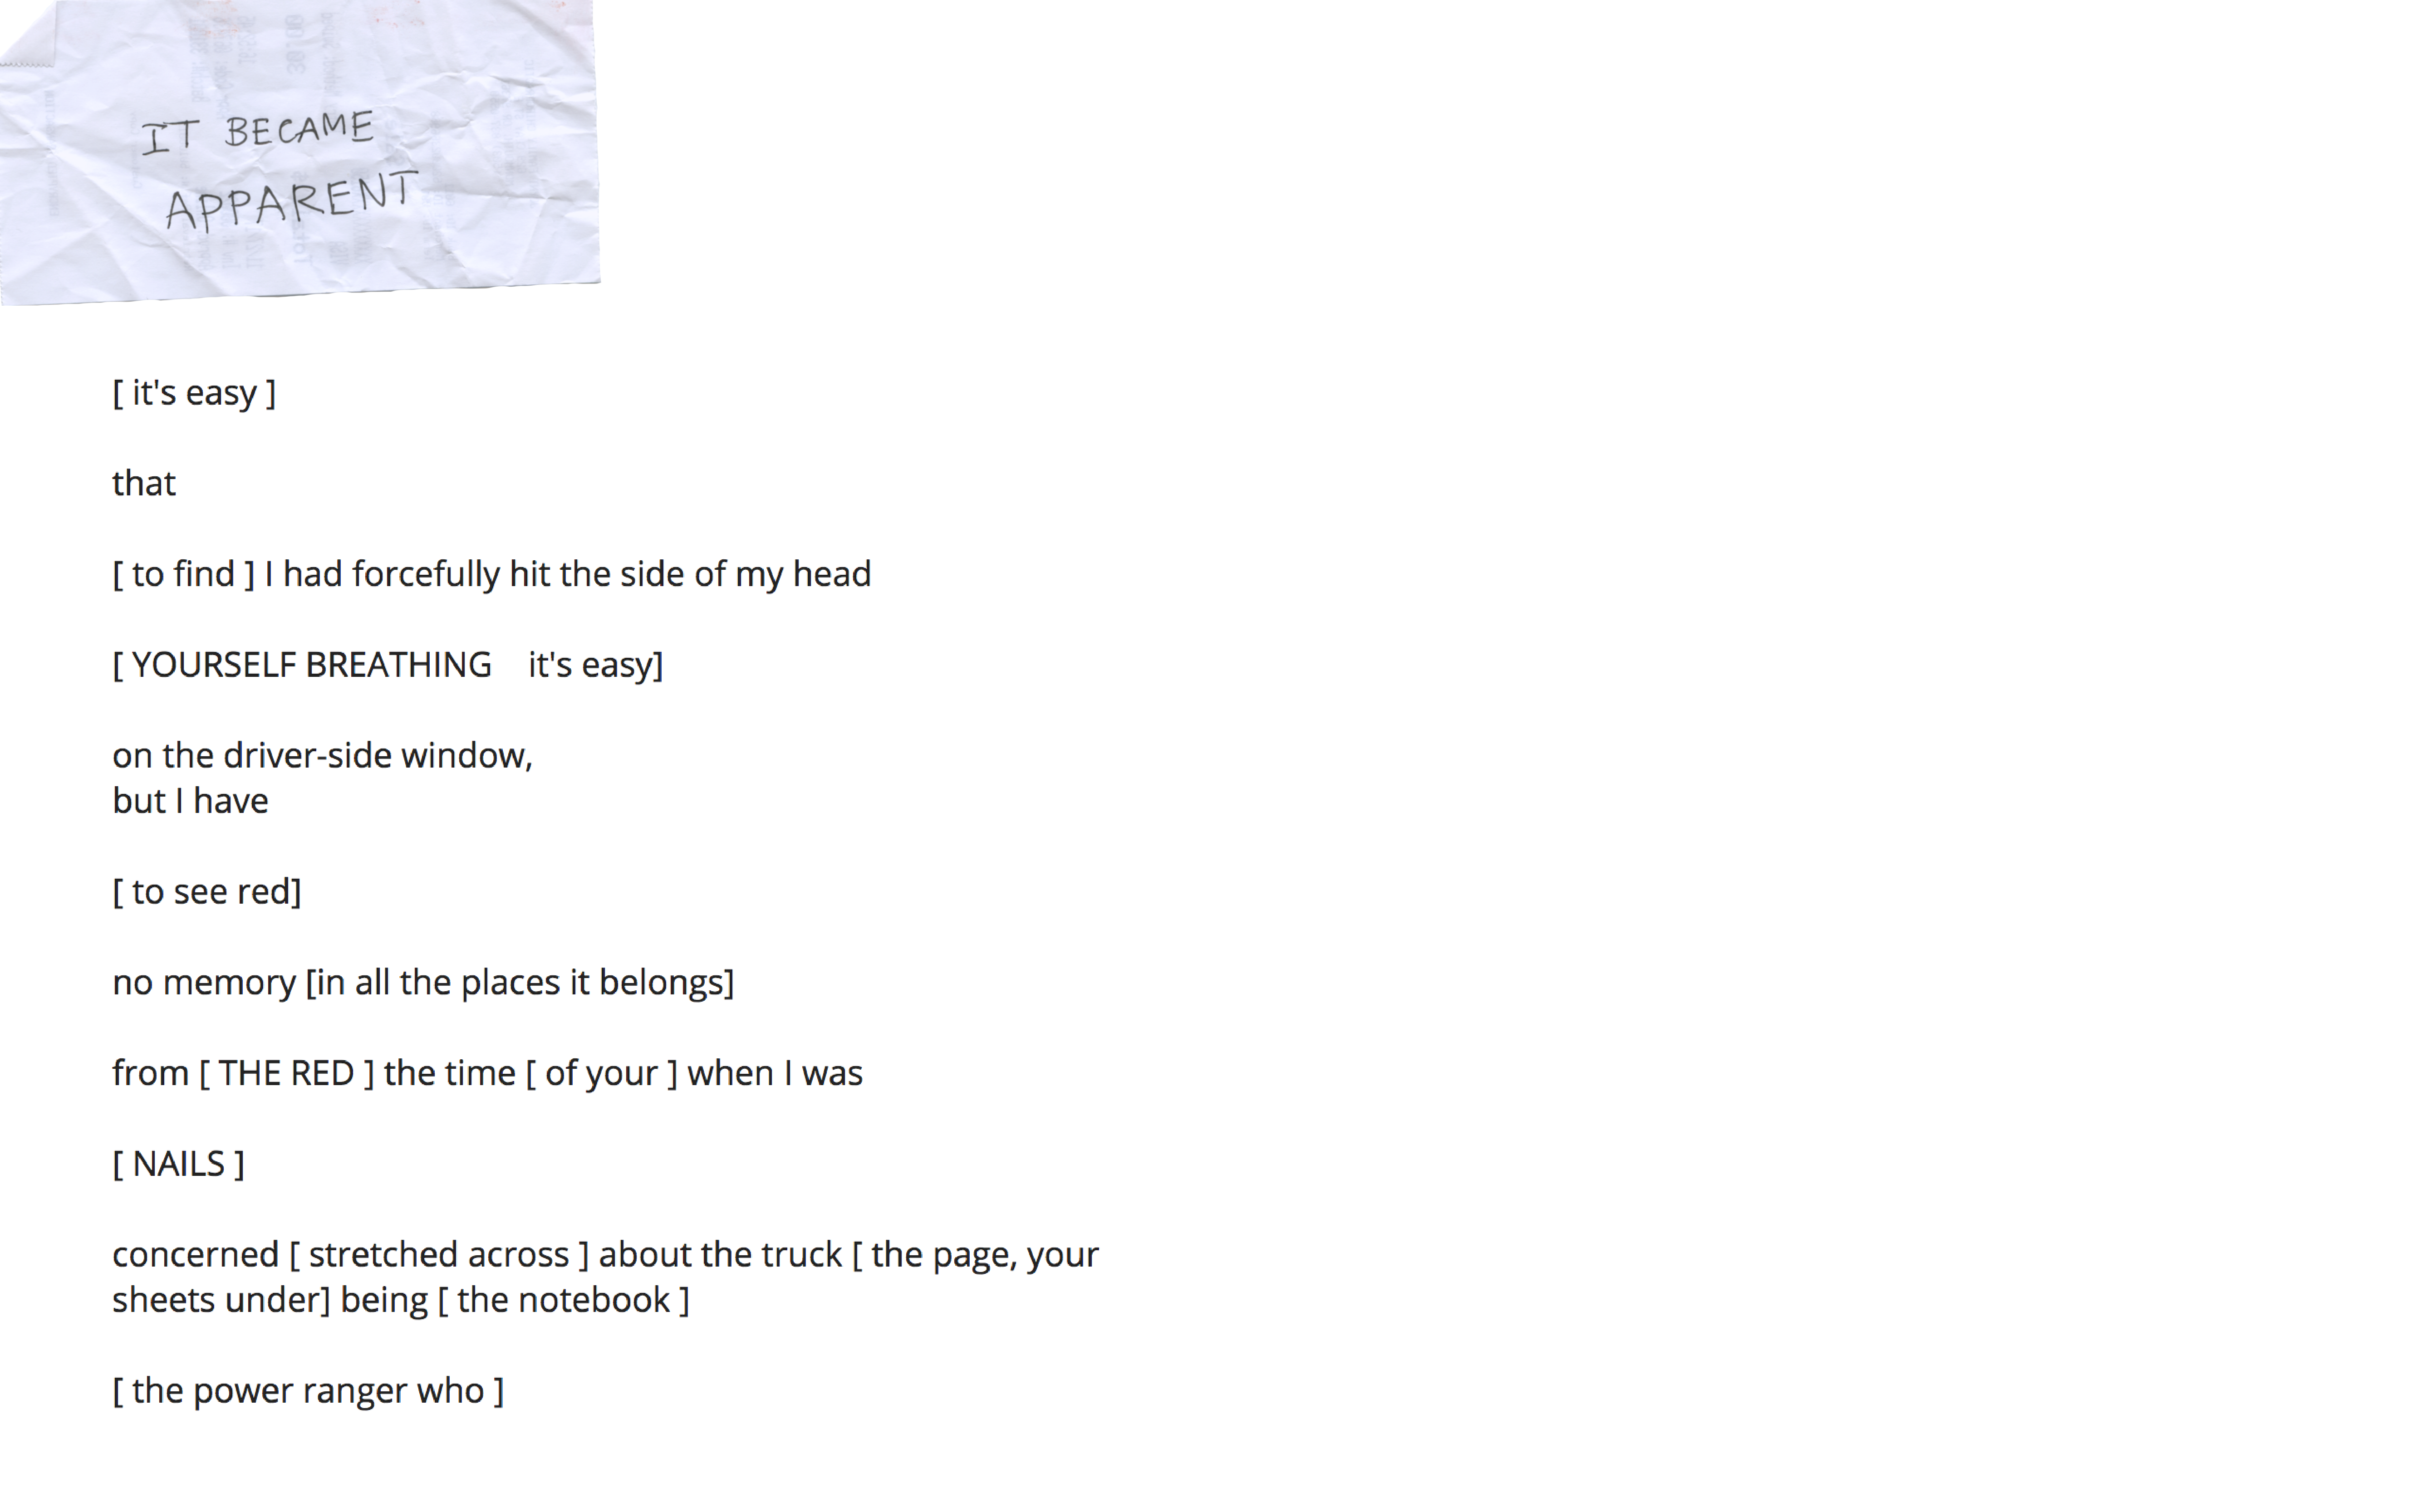 IT BECAME
APPARENT
[ it's easy ]
that
[ to find ] I had forcefully hit the side of my head
[ YOURSELF BREATHING    it's easy]
on the driver-side window,
but I have
[ to see red]
no memory [in all the places it belongs]
from [ THE RED ] the time [ of your ] when I was
[ NAILS ]
concerned [ stretched across ] about the truck [ the page, your
sheets under] being [ the notebook ]
[ the power ranger who ]